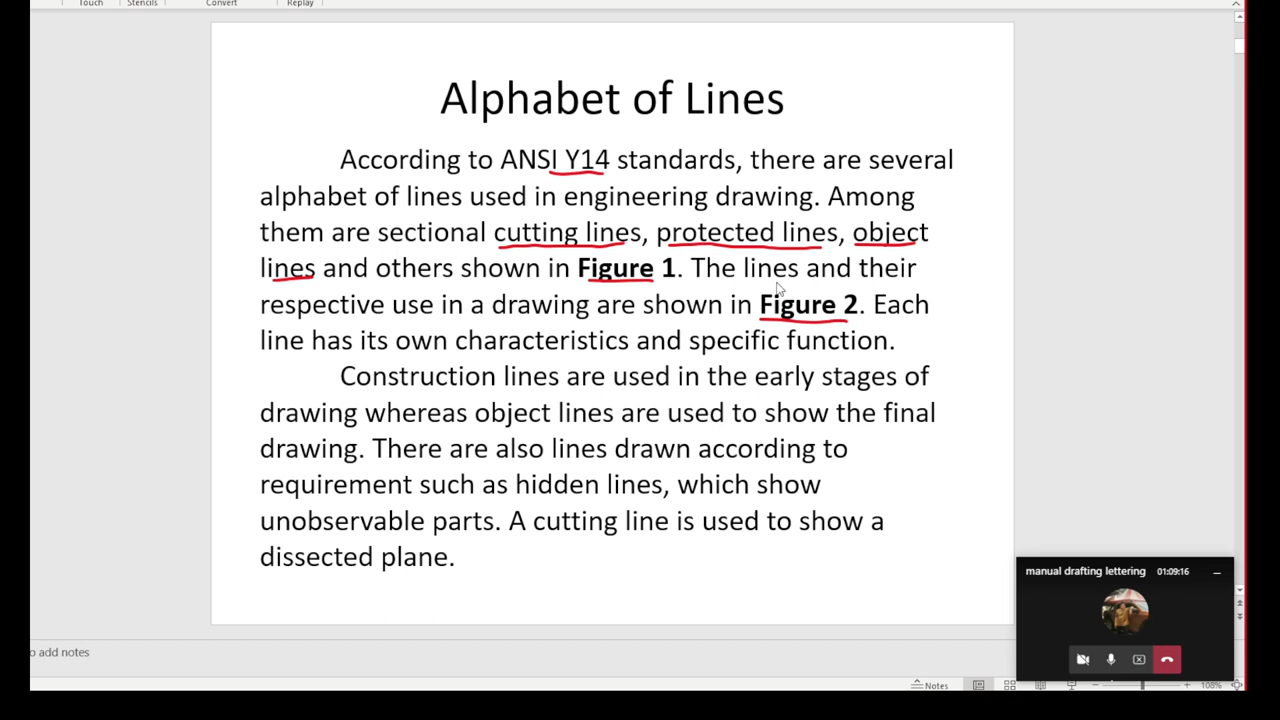 Touch Stencils Convert Replay
Alphabet of Lines
According to ANSI Y14 standards, there are several
alphabet of lines used in engineering drawing. Among
them are sectional cutting lines, protected lines, object
lines and others shown in Figure 1. The lines and their
respective use in a drawing are shown in Figure 2. Each
line has its own characteristics and specific function.
Construction lines are used in the early stages of
drawing whereas object lines are used to show the final
drawing. There are also lines drawn according to
requirement such as hidden lines, which show
unobservable parts. A cutting line is used to show a
dissected plane.
manual drafting lettering 01:09:16
o add notes
Notes 108%